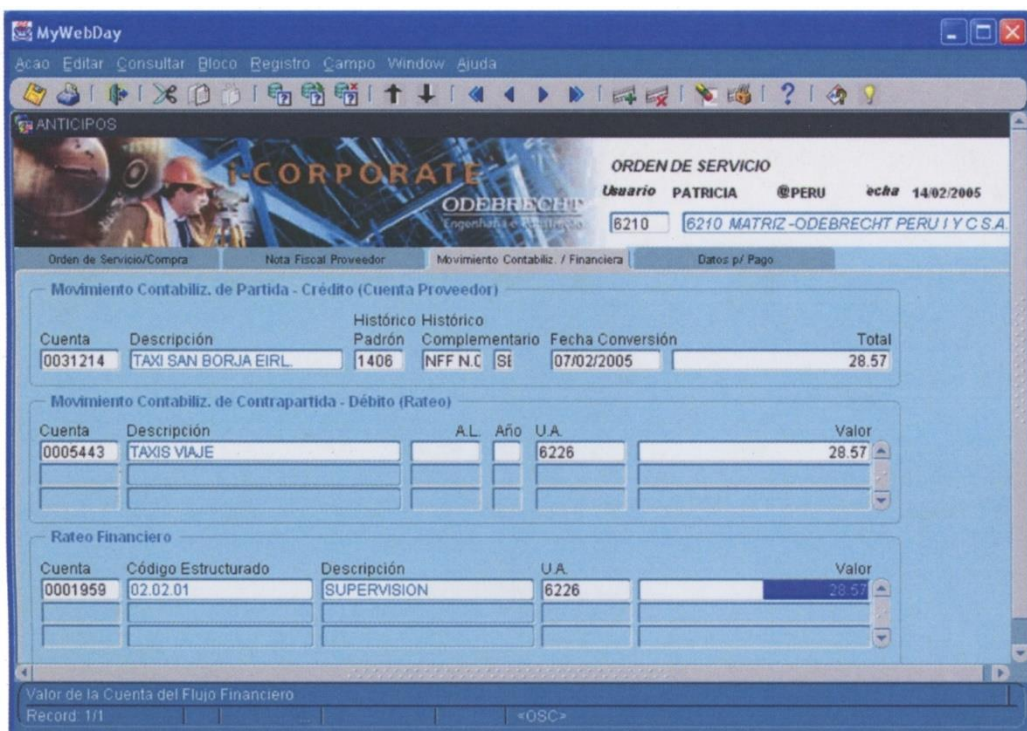 MyWebDay
Acao Editar Consultar Bloco Registro Campo Window Ajuda
ANTICIPOS
i-CORPORATE
ODEBRECHT
ORDEN DE SERVICIO
Usuario PATRICIA @PERU echa 14/02/2005
6210 6210 MATRIZ-ODEBRECHT PERU I Y C S.A.
Orden de Servicio/Compra Nota Fiscal Proveedor Movimiento Contabiliz. / Financiera Datos p/ Pago
Movimiento Contabiliz. de Partida - Crédito (Cuenta Proveedor)
Histórico Histórico
Cuenta Descripción Padrón Complementario Fecha Conversión Total
0031214 TAXI SAN BORJA EIRL. 1406 NFF N.0 SE 07/02/2005 28.57
Movimiento Contabiliz. de Contrapartida - Débito (Rateo)
Cuenta Descripción A.L. Año U.A. Valor
0005443 TAXIS VIAJE 6226 28.57
Rateo Financiero
Cuenta Código Estructurado Descripción U.A. Valor
0001959 02.02.01 SUPERVISION 6226 28.57
Valor de la Cuenta del Flujo Financiero
Record: 1/1 ... <OSC>